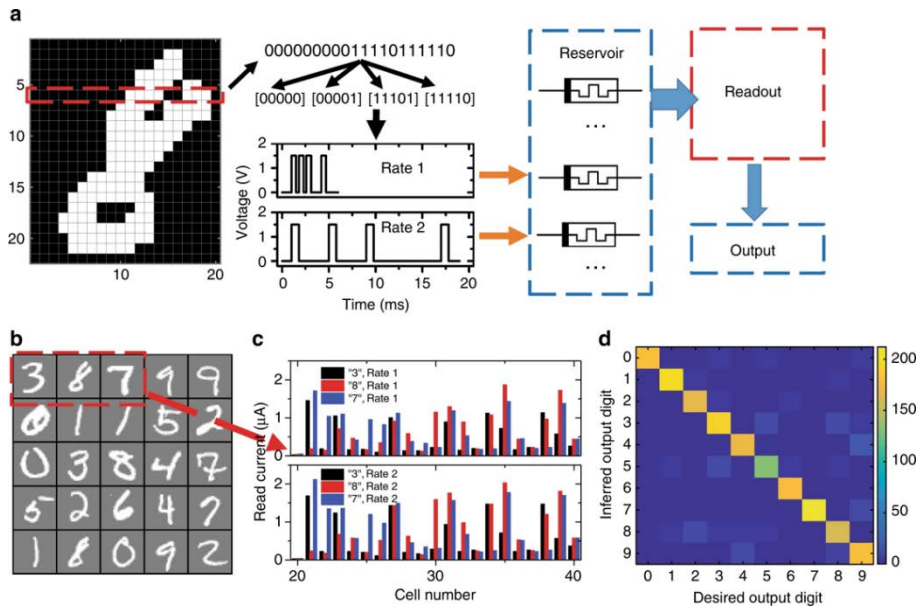 a
5
10
15
20
10
20
00000000011110111110
[00000] [00001] [11101] [11110]
Voltage (V)
2
1
0
Rate 1
2
1
0
Rate 2
0 5 10 15 20
Time (ms)
Reservoir
...
...
Readout
Output
b
3 8 7 9 9
0 1 1 5 2
0 3 8 4 7
5 2 6 4 7
1 8 0 9 2
c
Read current (µA)
2
1
0
"3", Rate 1
"8", Rate 1
"7", Rate 1
2
1
0
"3", Rate 2
"8", Rate 2
"7", Rate 2
20 30 40
Cell number
d
Inferred output digit
0
1
2
3
4
5
6
7
8
9
0 1 2 3 4 5 6 7 8 9
Desired output digit
200
150
100
50
0